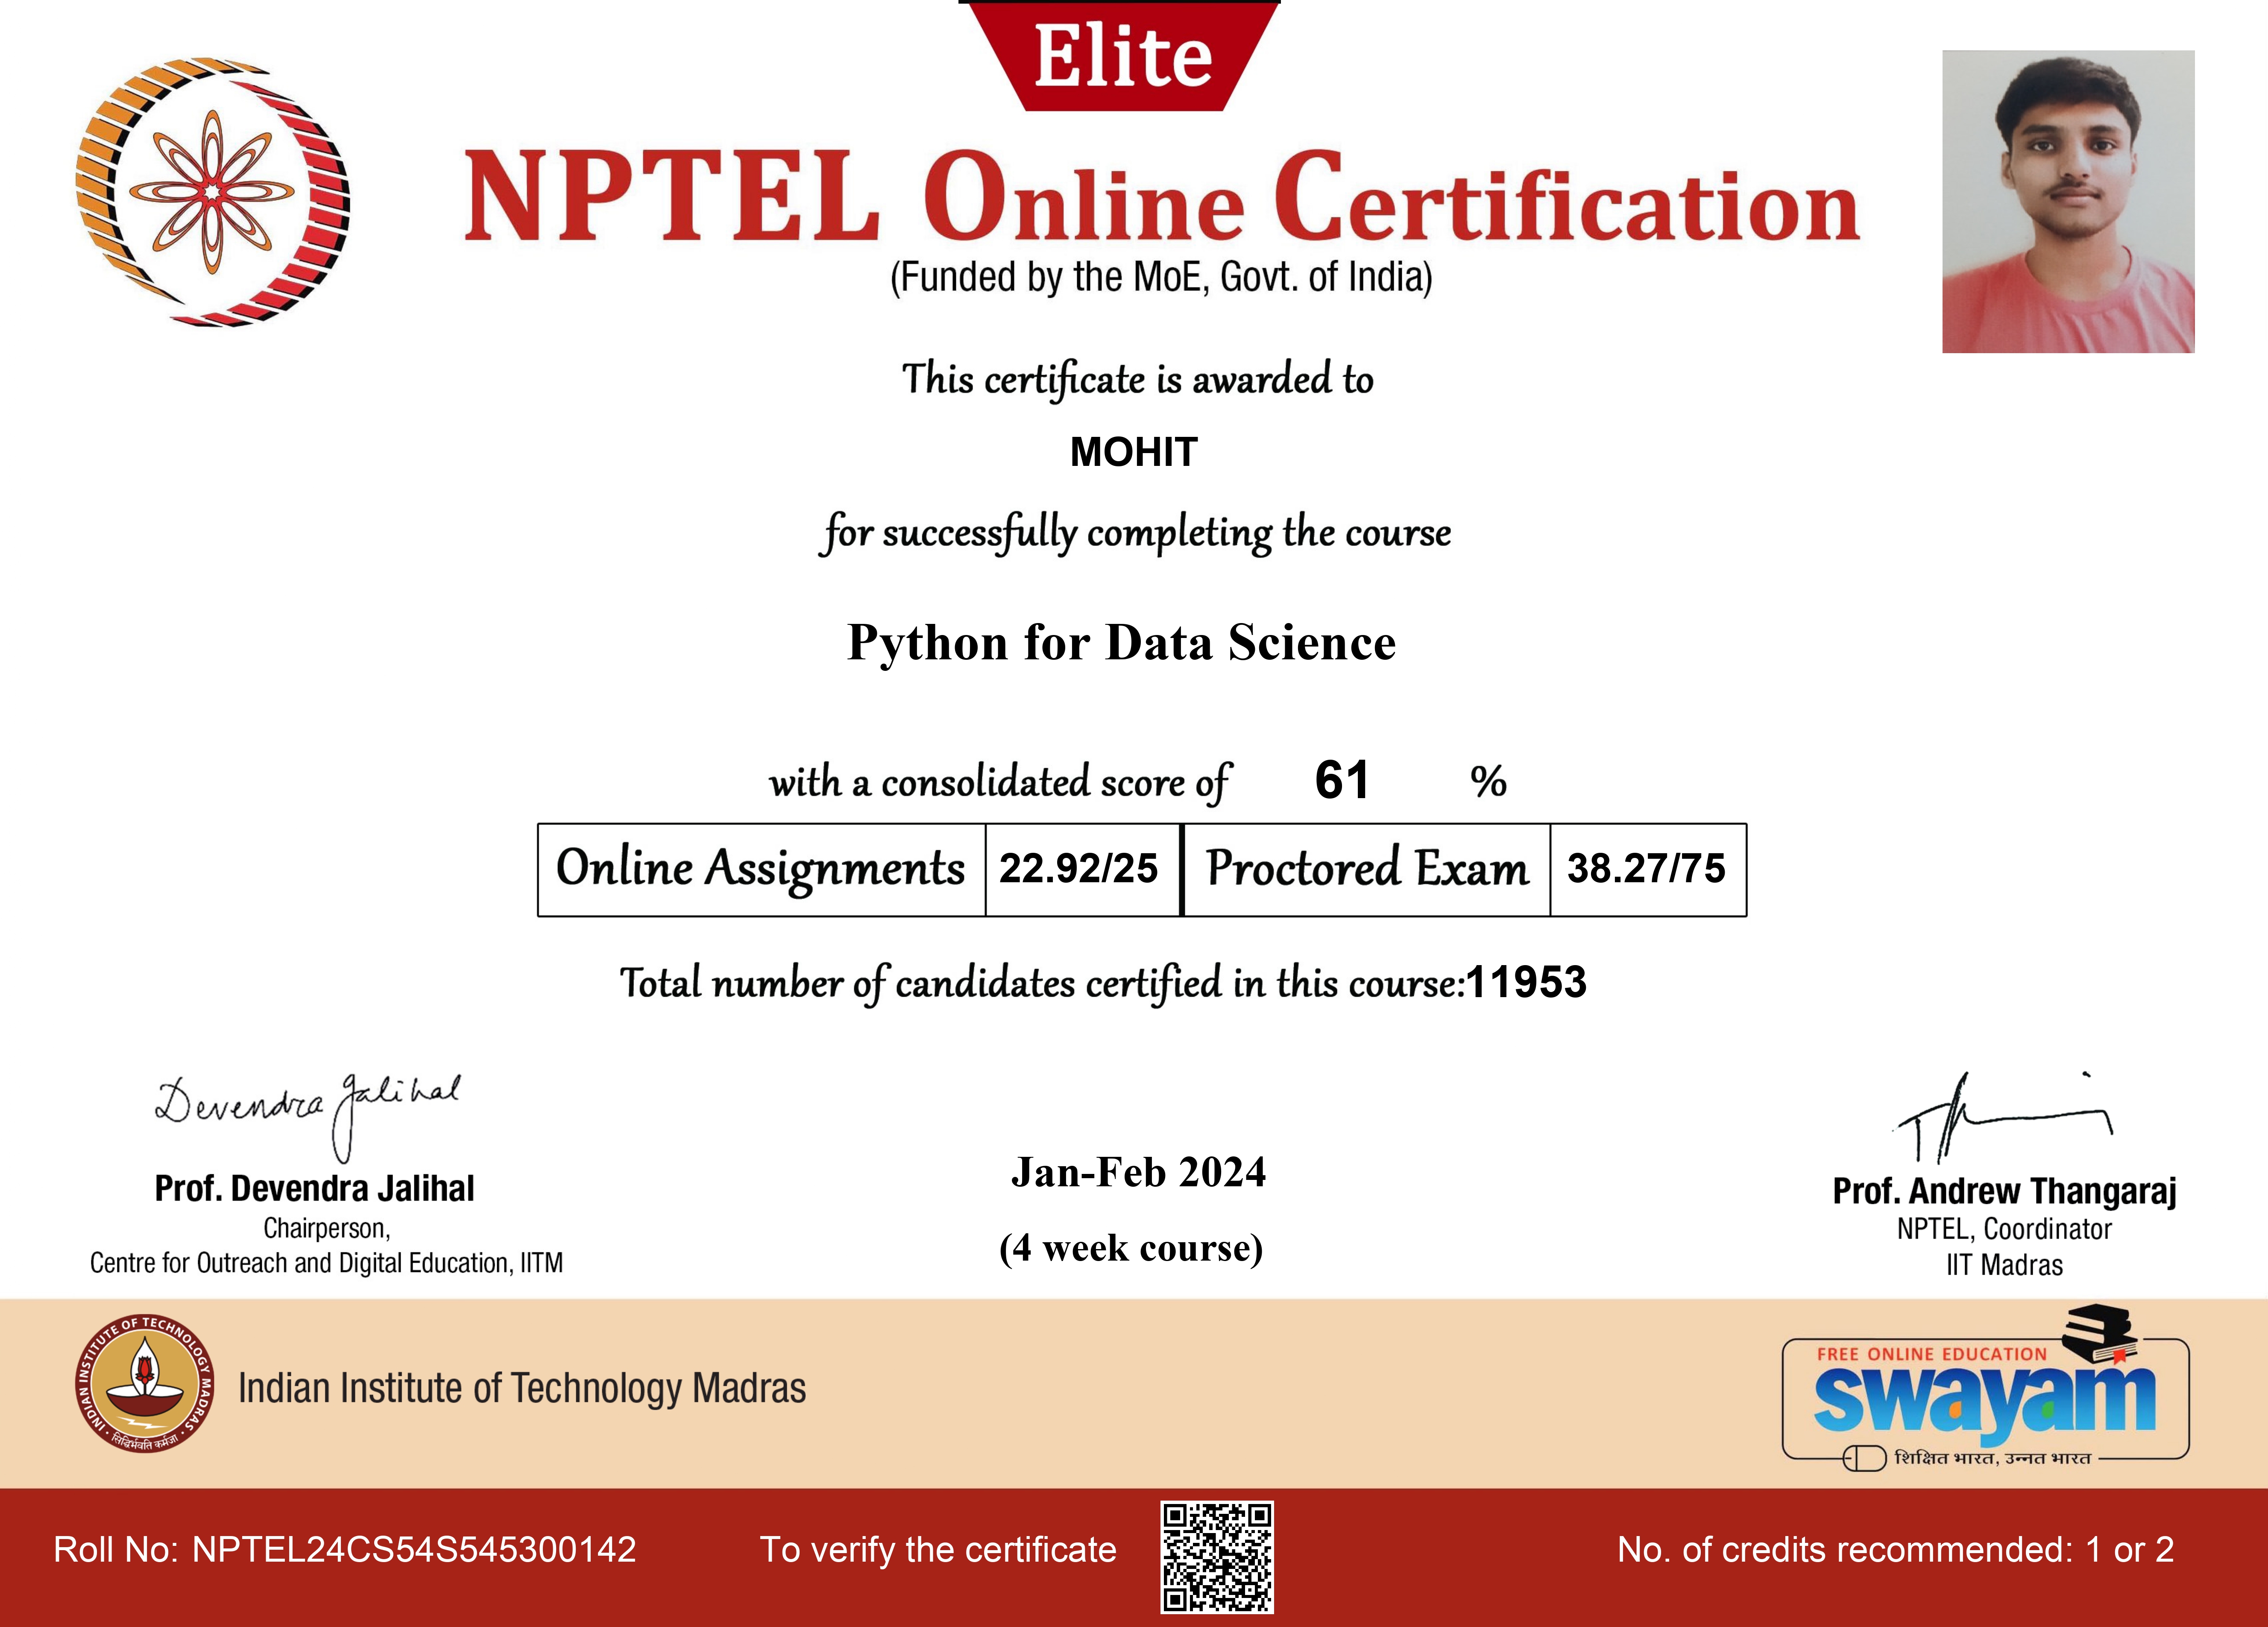 Elite
NPTEL Online Certification
(Funded by the MoE, Govt. of India)
This certificate is awarded to
MOHIT
for successfully completing the course
Python for Data Science
with a consolidated score of 61 %
Online Assignments 22.92/25 Proctored Exam 38.27/75
Total number of candidates certified in this course:11953
Devendra Jalihal
Prof. Devendra Jalihal
Chairperson,
Centre for Outreach and Digital Education, IITM
Jan-Feb 2024
(4 week course)
Prof. Andrew Thangaraj
NPTEL, Coordinator
IIT Madras
INDIAN INSTITUTE OF TECHNOLOGY MADRAS
सिद्धिर्भवति कर्मजा
Indian Institute of Technology Madras
FREE ONLINE EDUCATION
swayam
शिक्षित भारत, उन्नत भारत
Roll No: NPTEL24CS54S545300142
To verify the certificate
No. of credits recommended: 1 or 2